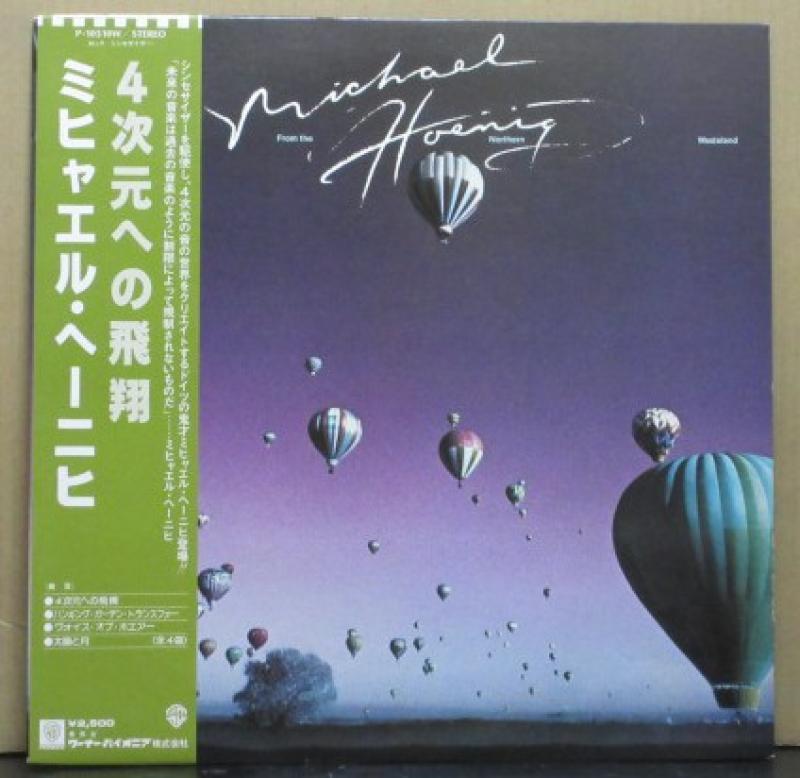 P-10510W/STEREO
4次元への飛翔
ミヒャエル・ヘーニヒ
シンセサイザーを駆使し、4次元の音の世界をクリエイトするドイツの鬼才ミヒャエル・ヘーニヒ登場!!
「未来の音楽は過去の音楽のように制限によって規制されないものだ」……ミヒャエル・ヘーニヒ
●4次元への飛翔
●ハンギング・ガーデン・トランスファー
●ヴォイス・オブ・ホエアー
●太陽と月 (全4曲)
¥2,500
ワーナー・パイオニア株式会社
Michael
Hoenig
From the Northern Wasteland